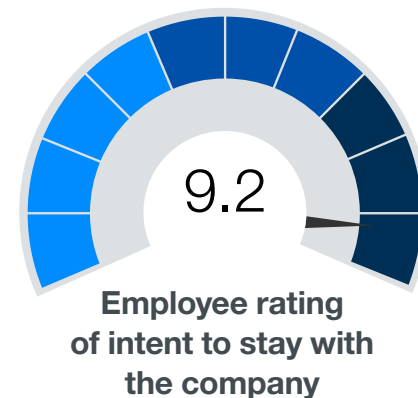 9.2
Employee rating
of intent to stay with
the company